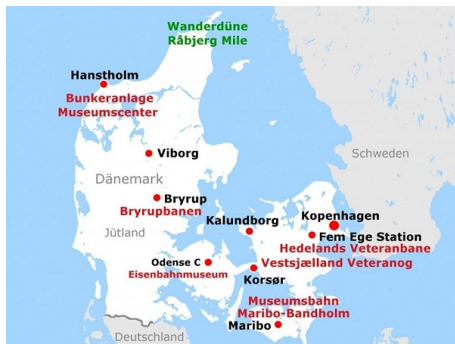 Wanderdüne
Råbjerg Mile
Hanstholm
Bunkeranlage
Museumscenter
Viborg
Schweden
Dänemark
Bryrup
Bryrupbanen
Kalundborg
Kopenhagen
Jütland
Fem Ege Station
Hedelands Veteranbane
Odense C
Vestsjælland Veteranog
Eisenbahnmuseum
Korsør
Museumsbahn
Maribo-Bandholm
Maribo
Deutschland